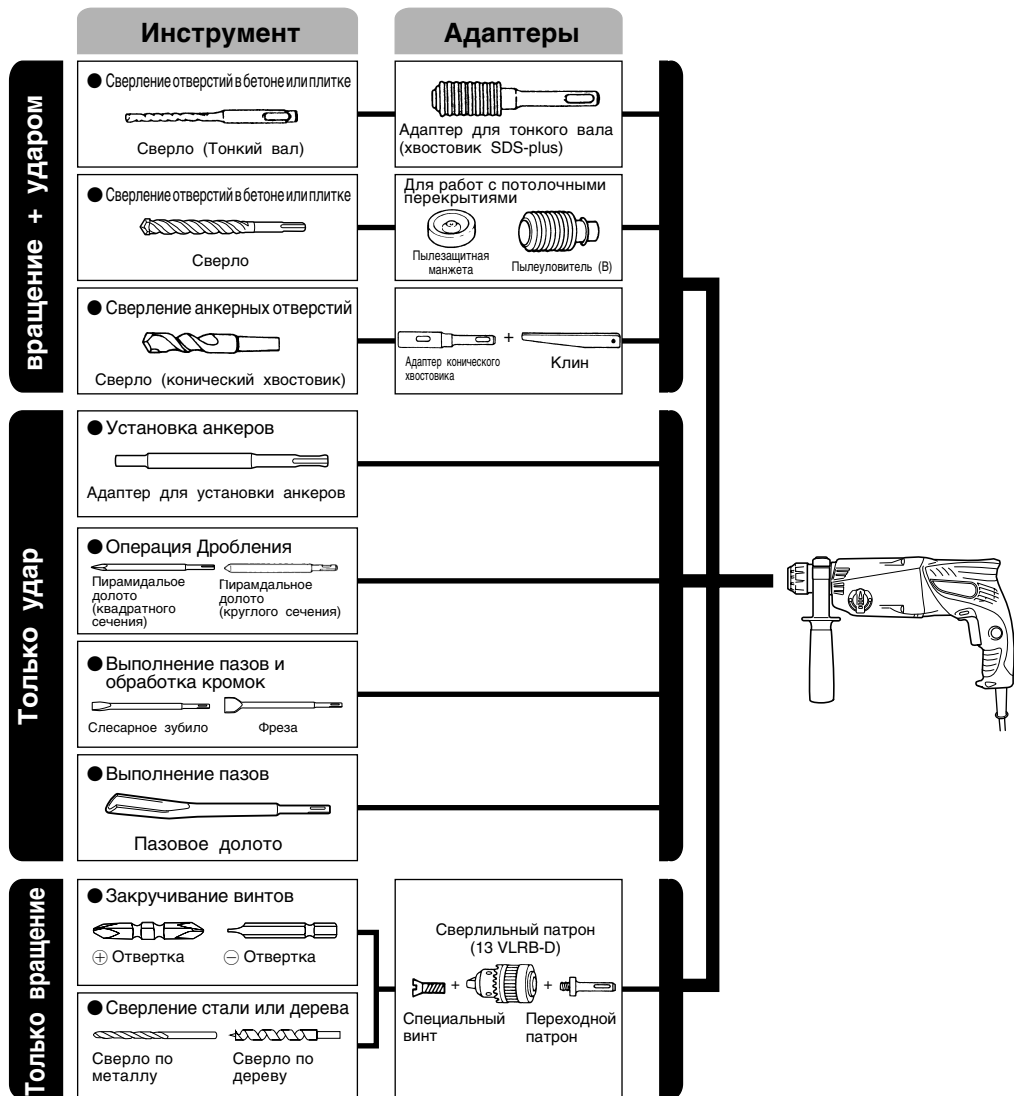 Инструмент
Адаптеры
вращение + ударом
● Сверление отверстий в бетоне или плитке
Сверло (Тонкий вал)
Адаптер для тонкого вала
(хвостовик SDS-plus)
● Сверление отверстий в бетоне или плитке
Сверло
Для работ с потолочными
перекрытиями
Пылезащитная
манжета
Пылеуловитель (B)
● Сверление анкерных отверстий
Сверло (конический хвостовик)
+
Адаптер конического
хвостовика
Клин
Только удар
● Установка анкеров
Адаптер для установки анкеров
● Операция Дробления
Пирамидальое
долото
(квадратного
сечения)
Пирамдальное
долото
(круглого сечения)
● Выполнение пазов и
обработка кромок
Слесарное зубило
Фреза
● Выполнение пазов
Пазовое долото
Только вращение
● Закручивание винтов
⊕ Отвертка
⊖ Отвертка
● Сверление стали или дерева
Сверло по
металлу
Сверло по
дереву
Сверлильный патрон
(13 VLRB-D)
+ +
Специальный
винт
Переходной
патрон